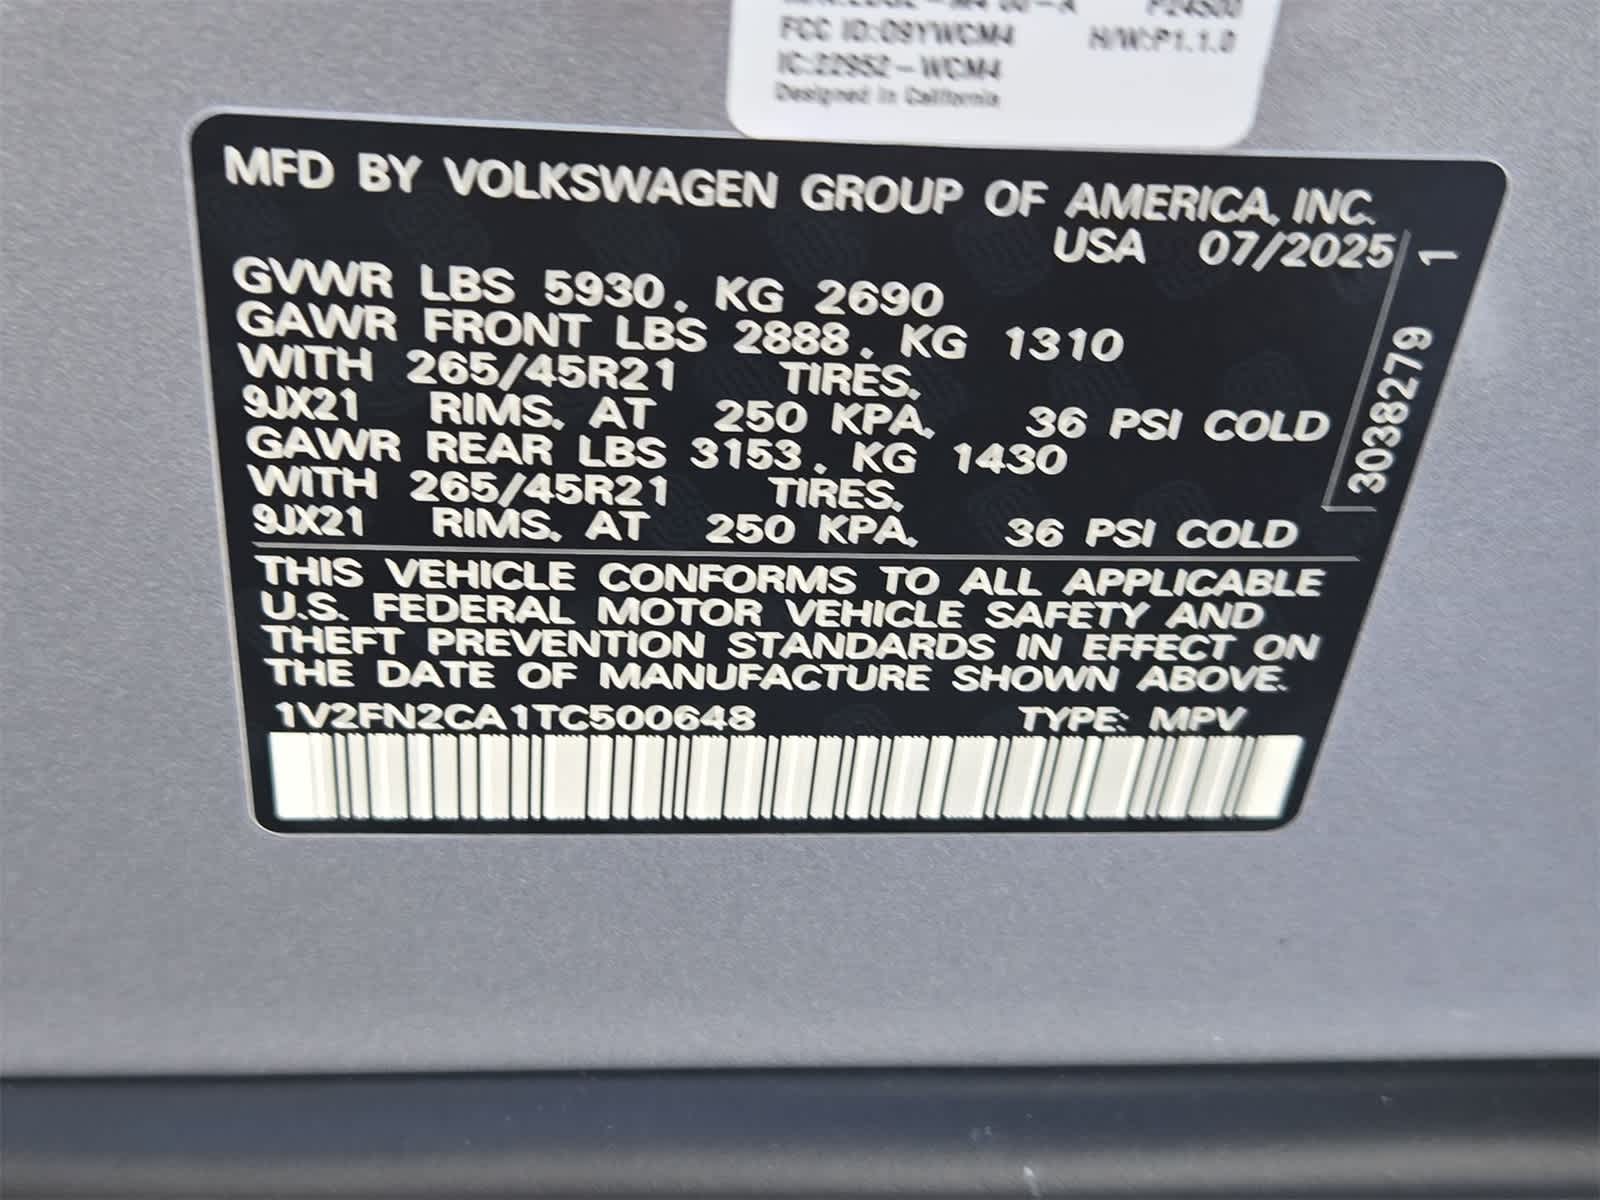 FCC ID:O9YWCM4 H/W:P1.1.0
IC:22952-WCM4
Designed in California
MFD BY VOLKSWAGEN GROUP OF AMERICA, INC.
USA 07/2025
GVWR LBS 5930, KG 2690
GAWR FRONT LBS 2888, KG 1310
WITH 265/45R21 TIRES,
9JX21 RIMS, AT 250 KPA, 36 PSI COLD
GAWR REAR LBS 3153, KG 1430
WITH 265/45R21 TIRES,
9JX21 RIMS, AT 250 KPA, 36 PSI COLD
3038279 1
THIS VEHICLE CONFORMS TO ALL APPLICABLE
U.S. FEDERAL MOTOR VEHICLE SAFETY AND
THEFT PREVENTION STANDARDS IN EFFECT ON
THE DATE OF MANUFACTURE SHOWN ABOVE.
1V2FN2CA1TC500648 TYPE: MPV